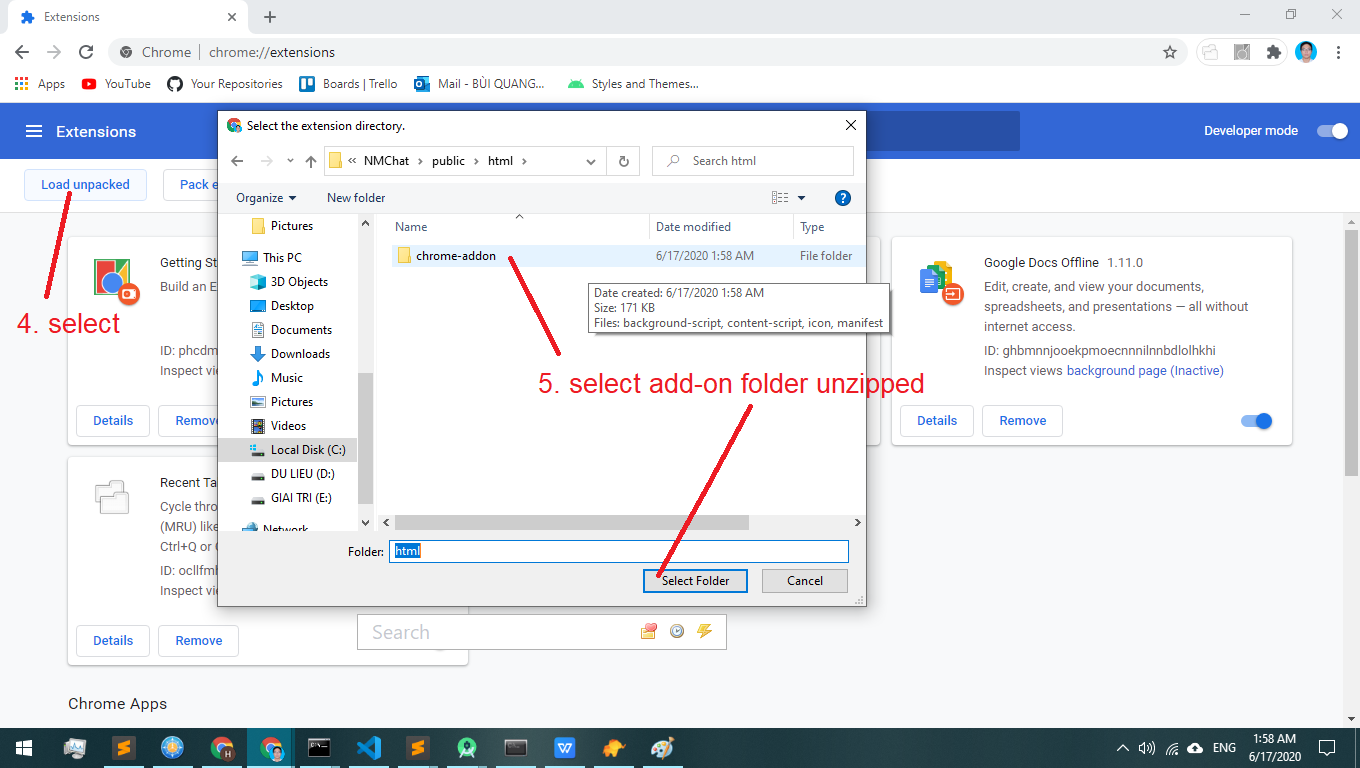 Extensions
Chrome | chrome://extensions
Apps YouTube Your Repositories Boards | Trello Mail - BÙI QUANG... Styles and Themes...
Extensions
Developer mode
Load unpacked
Pack e
Select the extension directory.
« NMChat › public › html ›
Search html
Organize
New folder
Pictures
This PC
3D Objects
Desktop
Documents
Downloads
Music
Pictures
Videos
Local Disk (C:)
DU LIEU (D:)
GIAI TRI (E:)
Network
Name Date modified Type
chrome-addon 6/17/2020 1:58 AM File folder
Date created: 6/17/2020 1:58 AM
Size: 171 KB
Files: background-script, content-script, icon, manifest
Folder: html
Select Folder Cancel
4. select
5. select add-on folder unzipped
Getting St
Build an E
ID: phcdm
Inspect vi
Details Remov
Google Docs Offline 1.11.0
Edit, create, and view your documents,
spreadsheets, and presentations — all without
internet access.
ID: ghbmnnjooekpmoecnnnilnnbdlolhkhi
Inspect views background page (Inactive)
Details Remove
Recent Ta
Cycle thro
(MRU) like
Ctrl+Q or C
ID: ocllfmh
Inspect vi
Details Remove
Search
Chrome Apps
H
W
ENG
1:58 AM
6/17/2020